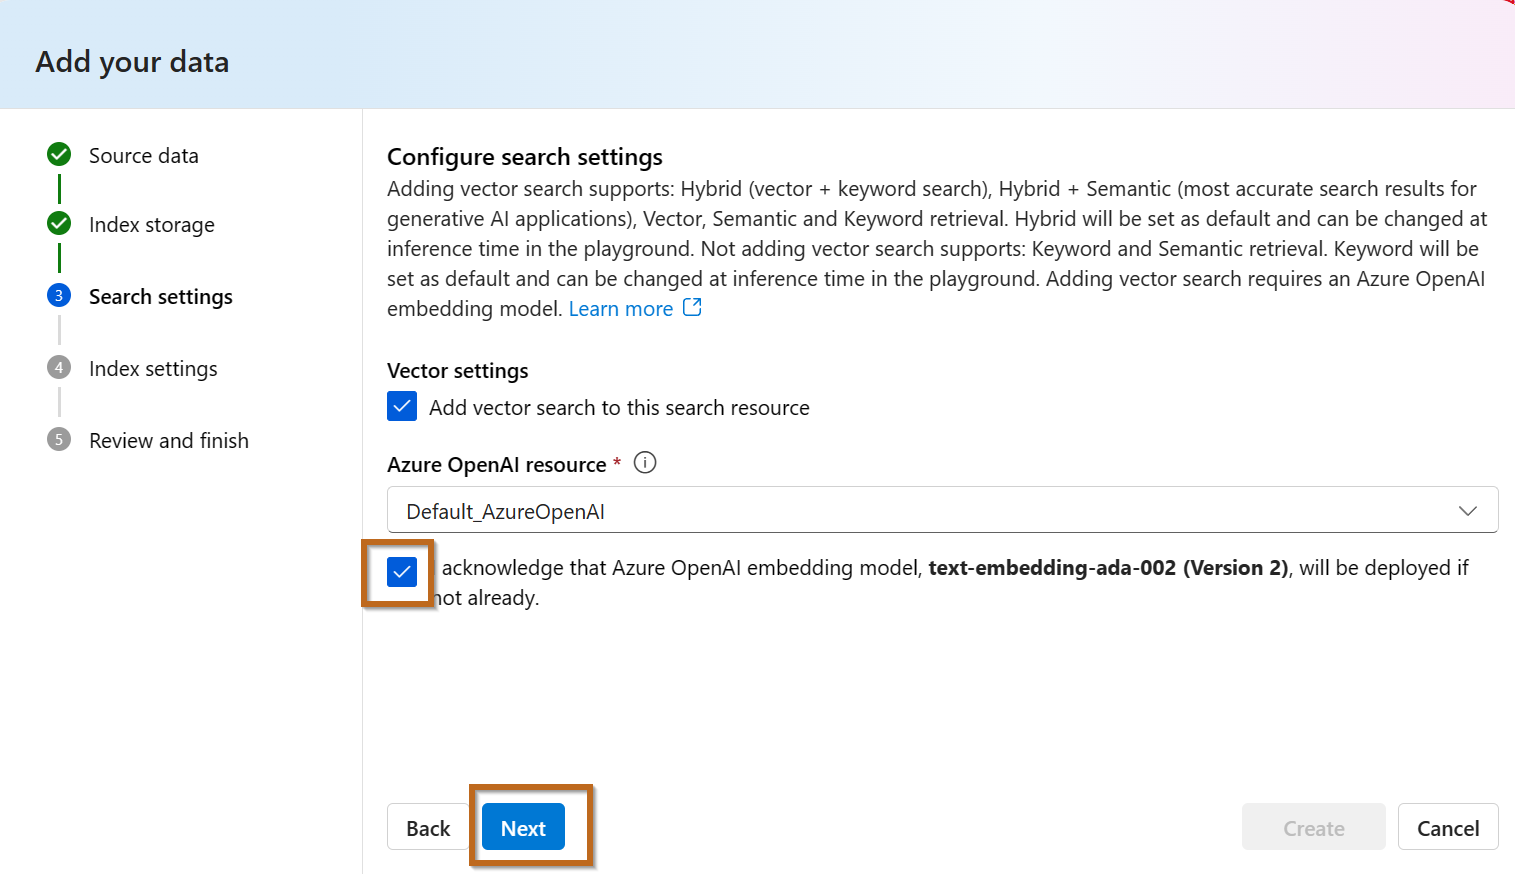 Add your data
Source data
Index storage
3 Search settings
4 Index settings
5 Review and finish
Configure search settings
Adding vector search supports: Hybrid (vector + keyword search), Hybrid + Semantic (most accurate search results for
generative AI applications), Vector, Semantic and Keyword retrieval. Hybrid will be set as default and can be changed at
inference time in the playground. Not adding vector search supports: Keyword and Semantic retrieval. Keyword will be
set as default and can be changed at inference time in the playground. Adding vector search requires an Azure OpenAI
embedding model. Learn more
Vector settings
Add vector search to this search resource
Azure OpenAI resource *
Default_AzureOpenAI
acknowledge that Azure OpenAI embedding model, text-embedding-ada-002 (Version 2), will be deployed if
not already.
Back
Next
Create
Cancel